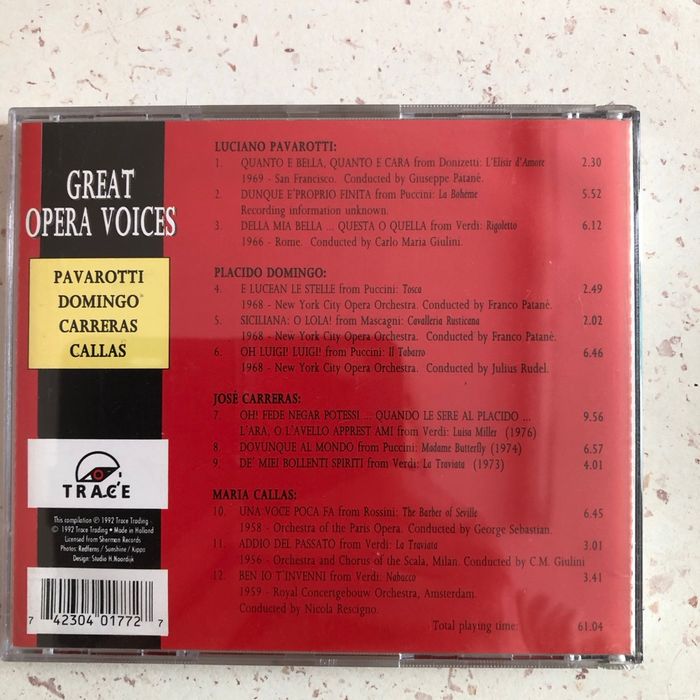 GREAT
OPERA VOICES
PAVAROTTI
DOMINGO
CARRERAS
CALLAS
TRACE
This compilation ℗ 1992 Trace Trading
© 1992 Trace Trading • Made in Holland
Licensed from Sherman Records
Photos: Redferns / Sunshine / Kippa
Design: Studio H.Noordijk
7 42304 01772 7
LUCIANO PAVAROTTI:
1. QUANTO E BELLA, QUANTO E CARA from Donizetti: L'Elisir d'Amore 2.30
1969 - San Francisco. Conducted by Giuseppe Patanè.
2. DUNQUE E'PROPRIO FINITA from Puccini: La Bohème 5.52
Recording information unknown.
3. DELLA MIA BELLA ... QUESTA O QUELLA from Verdi: Rigoletto 6.12
1966 - Rome. Conducted by Carlo Maria Giulini.
PLACIDO DOMINGO:
4. E LUCEAN LE STELLE from Puccini: Tosca 2.49
1968 - New York City Opera Orchestra. Conducted by Franco Patanè.
5. SICILIANA: O LOLA! from Mascagni: Cavalleria Rusticana 2.02
1968 - New York City Opera Orchestra. Conducted by Franco Patanè.
6. OH LUIGI! LUIGI! from Puccini: Il Tabarro 6.46
1968 - New York City Opera Orchestra. Conducted by Julius Rudel.
JOSÉ CARRERAS:
7. OH! FEDE NEGAR POTESSI ... QUANDO LE SERE AL PLACIDO ... 9.56
L'ARA, O L'AVELLO APPREST AMI from Verdi: Luisa Miller (1976)
8. DOVUNQUE AL MONDO from Puccini: Madame Butterfly (1974) 6.57
9. DE' MIEI BOLLENTI SPIRITI from Verdi: La Traviata (1973) 4.01
MARIA CALLAS:
10. UNA VOCE POCA FA from Rossini: The Barber of Seville 6.45
1958 - Orchestra of the Paris Opera. Conducted by George Sebastian.
11. ADDIO DEL PASSATO from Verdi: La Traviata 3.01
1956 - Orchestra and Chorus of the Scala, Milan. Conducted by C.M. Giulini
12. BEN IO T'INVENNI from Verdi: Nabucco 3.41
1959 - Royal Concertgebouw Orchestra, Amsterdam.
Conducted by Nicola Rescigno.
Total playing time: 61.04